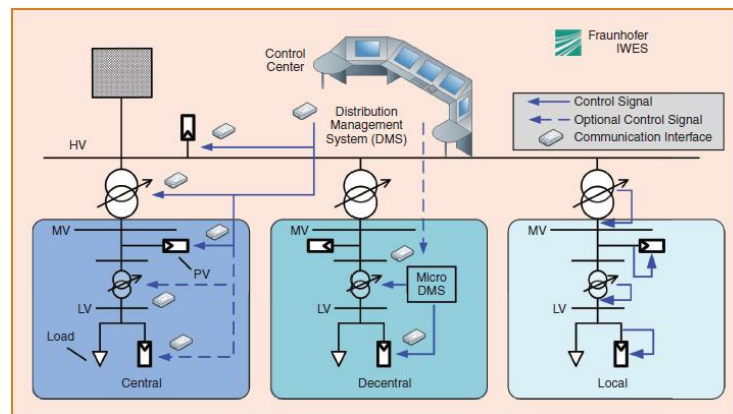 Fraunhofer
IWES
Control
Center
Control Signal
Optional Control Signal
Communication Interface
Distribution
Management
System (DMS)
HV
MV
PV
LV
Load
Central
MV
Micro
DMS
LV
Decentral
MV
LV
Local